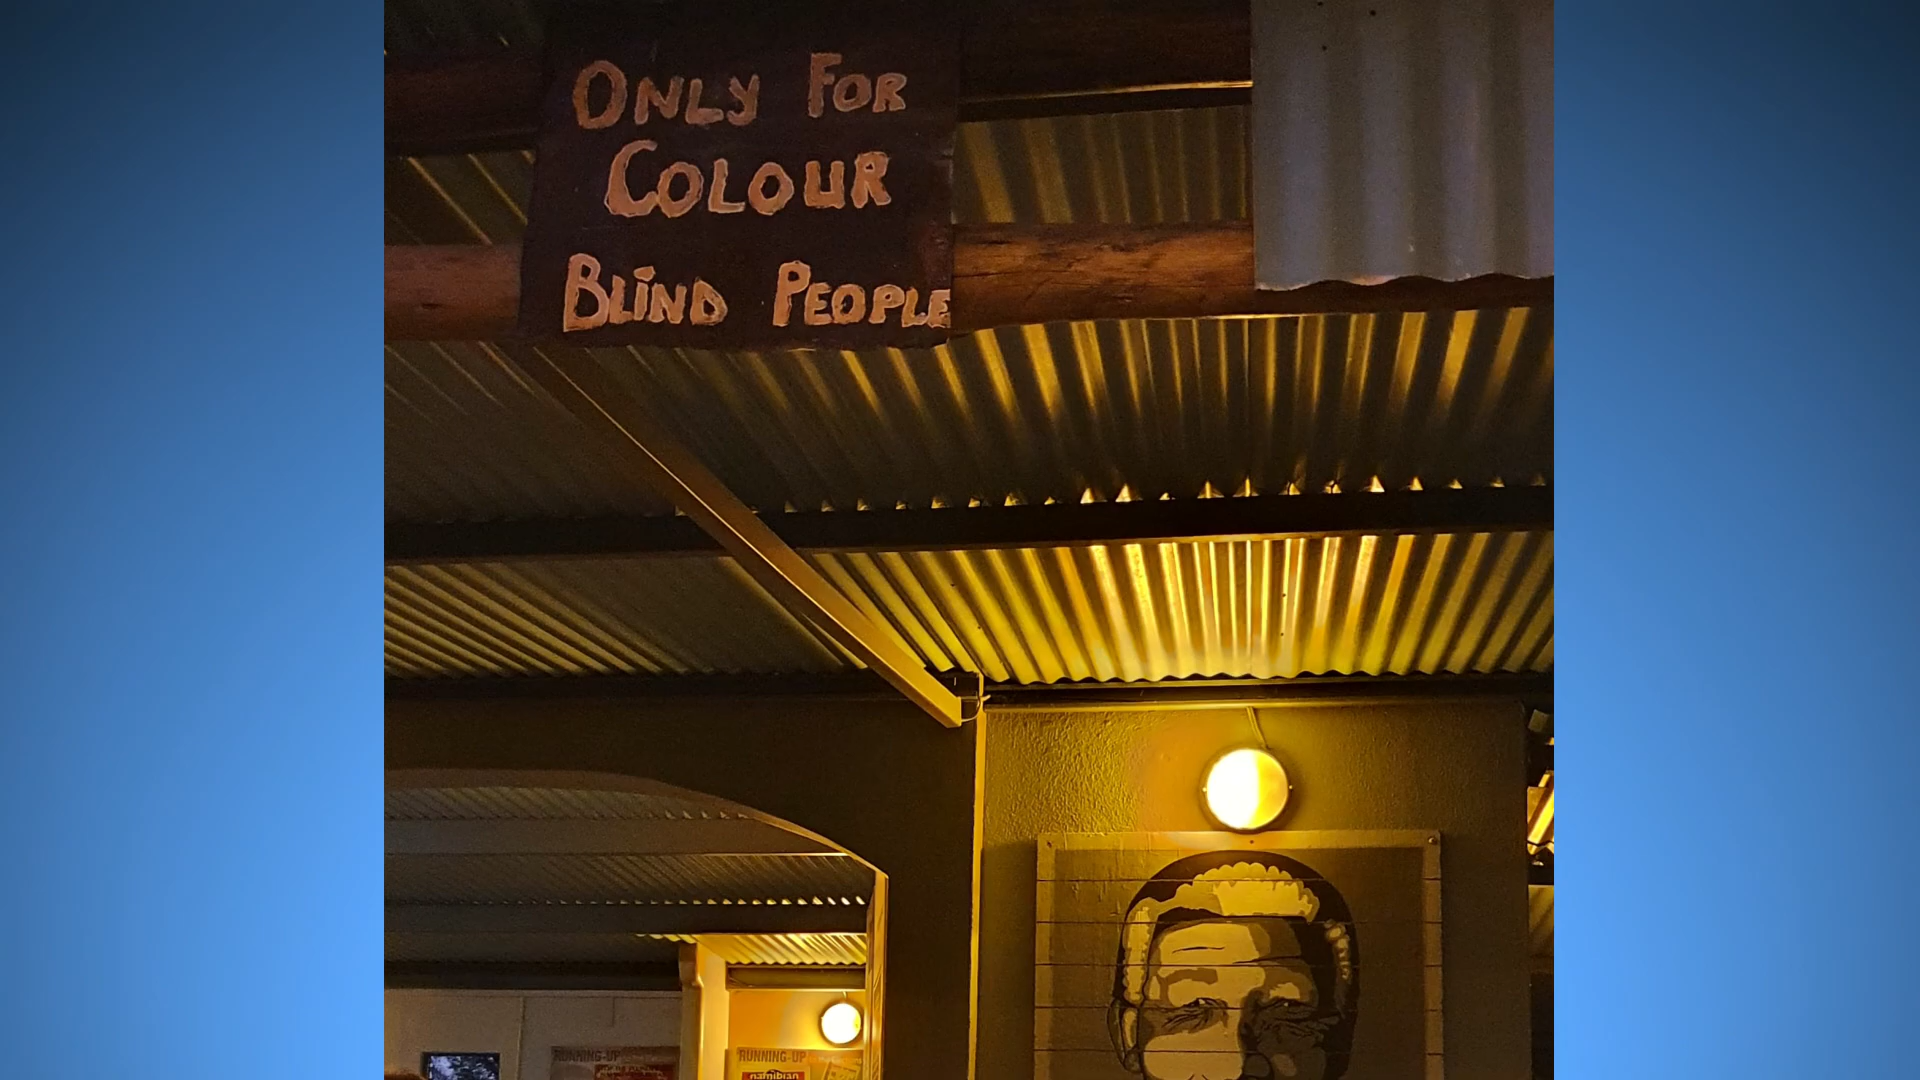 ONLY FOR
COLOUR
BLIND PEOPLE
RUNNING-UP
RUNNING-UP
namibian